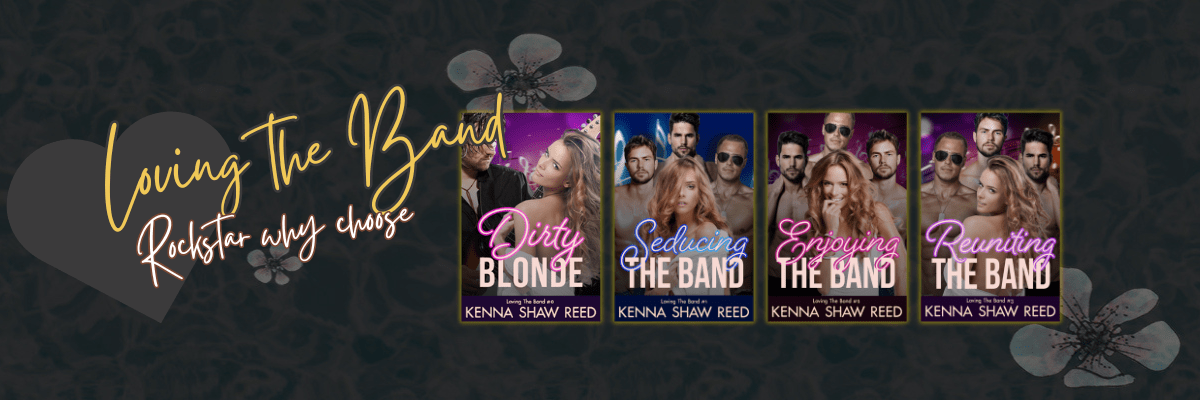 Loving the Band
Rockstar why choose
Dirty
BLONDE
Loving The Band #0
KENNA SHAW REED
Seducing
THE BAND
Loving The Band #1
KENNA SHAW REED
Enjoying
THE BAND
Loving The Band #2
KENNA SHAW REED
Reuniting
THE BAND
Loving The Band #3
KENNA SHAW REED